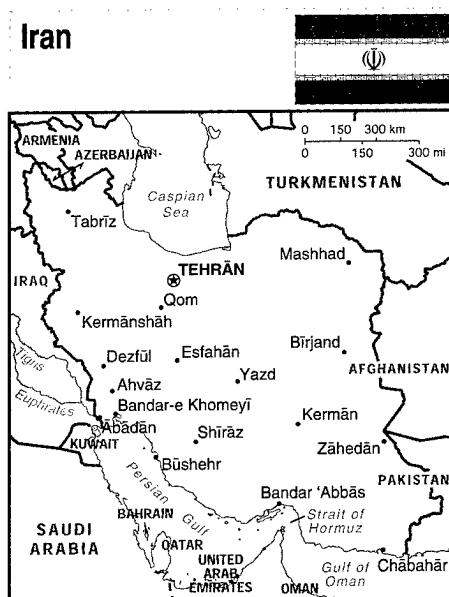 Iran
0 150 300 km
0 150 300 mi
ARMENIA
AZERBAIJAN
Caspian
Sea
TURKMENISTAN
Tabrīz
Mashhad
TEHRĀN
IRAQ
Qom
Kermānshāh
Bīrjand
Dezfūl
Esfahān
AFGHANISTAN
Tigris
Yazd
Ahvāz
Euphrates
Bandar-e Khomeyī
Ābādān
Kermān
KUWAIT
Shīrāz
Zāhedān
Būshehr
Persian
Gulf
PAKISTAN
Bandar 'Abbās
BAHRAIN
Strait of
Hormuz
SAUDI
ARABIA
QATAR
UNITED
ARAB
EMIRATES
Chābahār
Gulf of
Oman
OMAN